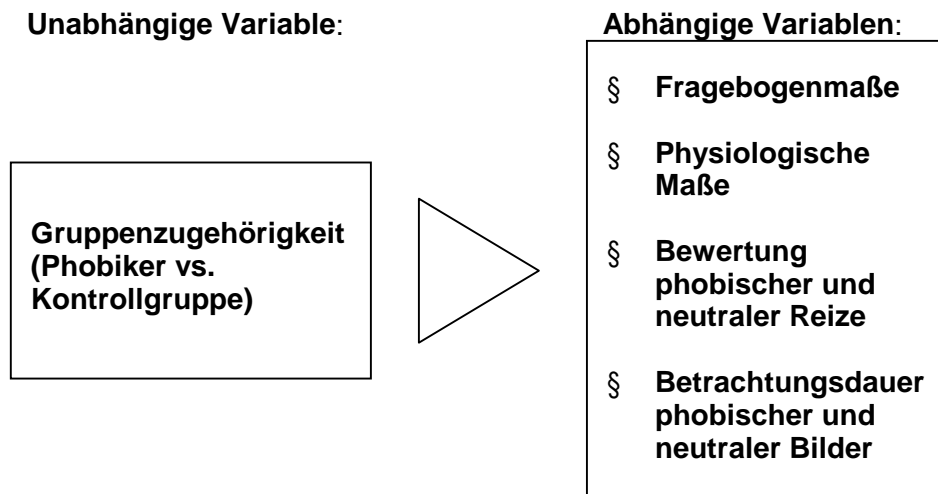 Unabhängige Variable:
Abhängige Variablen:
Gruppenzugehörigkeit
(Phobiker vs.
Kontrollgruppe)
§ Fragebogenmaße
§ Physiologische
Maße
§ Bewertung
phobischer und
neutraler Reize
§ Betrachtungsdauer
phobischer und
neutraler Bilder